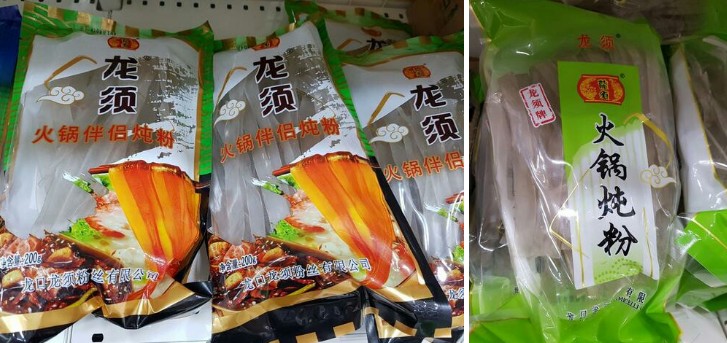 龙须
火锅伴侣炖粉
净含量:200g
龙口龙须粉丝有限公司
龙须
火锅伴侣炖粉
净含量:200g
龙口龙须粉丝有限公司
龙须
火锅伴侣
龙须
龙须牌
火锅炖粉
有限